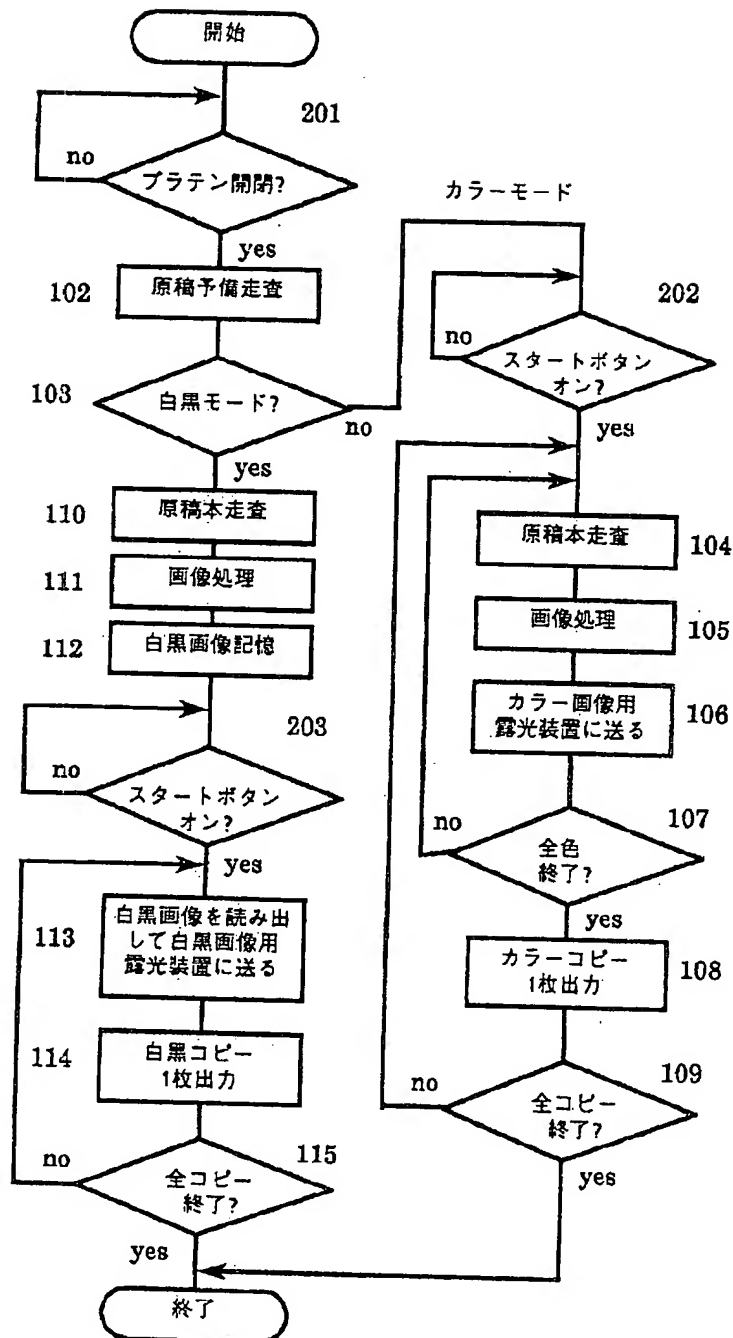 開始
201
no
プラテン開閉?
yes
102
原稿予備走査
103
白黒モード?
no
yes
110
原稿本走査
111
画像処理
112
白黒画像記憶
203
no
スタートボタン
オン?
yes
113
白黒画像を読み出
して白黒画像用
露光装置に送る
114
白黒コピー
1枚出力
115
no
全コピー
終了?
yes
終了
カラーモード
202
no
スタートボタン
オン?
yes
原稿本走査
104
画像処理
105
カラー画像用
露光装置に送る
106
107
no
全色
終了?
yes
カラーコピー
1枚出力
108
109
no
全コピー
終了?
yes